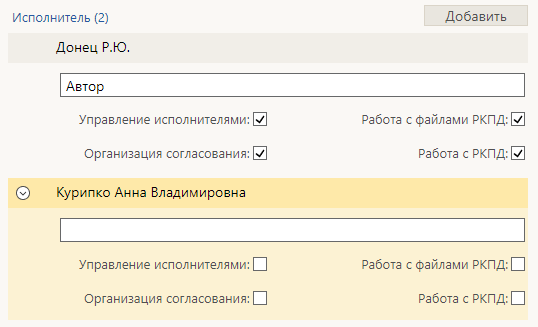 Исполнитель (2) Добавить
Донец Р.Ю.
Автор
Управление исполнителями: Работа с файлами РКПД:
Организация согласования: Работа с РКПД:
Курипко Анна Владимировна
Управление исполнителями: Работа с файлами РКПД:
Организация согласования: Работа с РКПД: